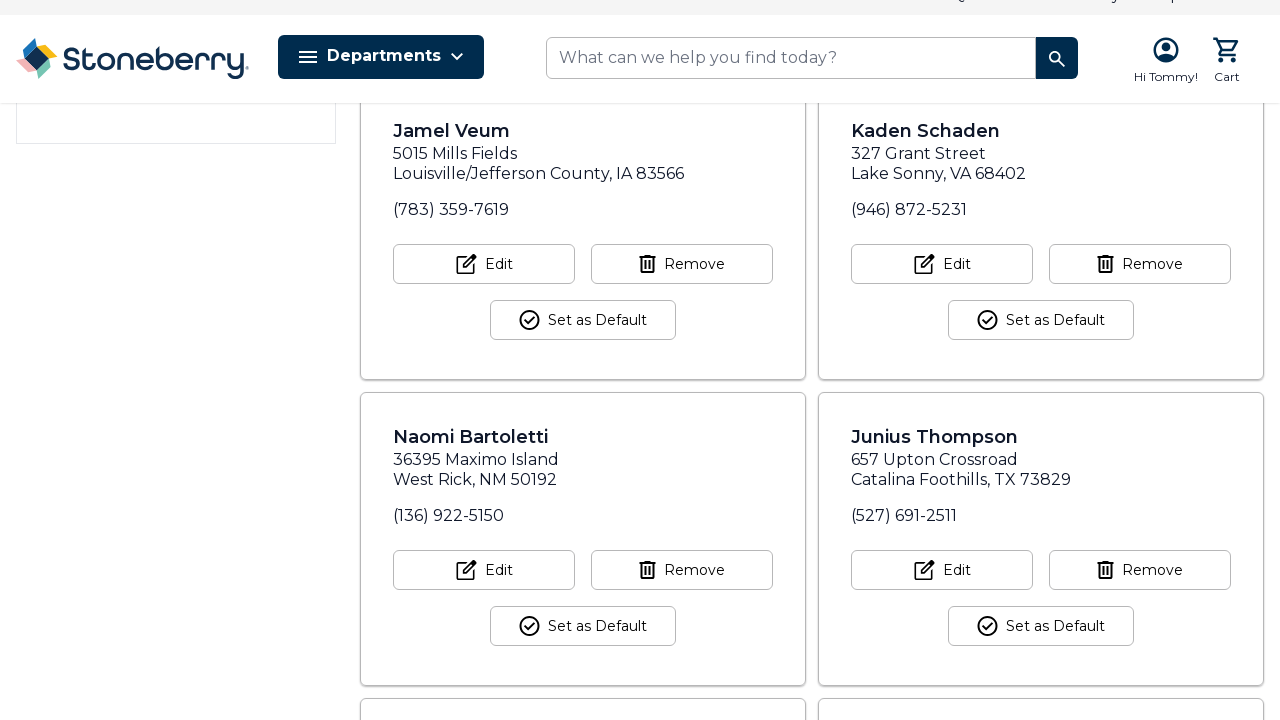 Stoneberry
Departments
What can we help you find today?
Hi Tommy!
Cart
Jamel Veum
5015 Mills Fields
Louisville/Jefferson County, IA 83566
(783) 359-7619
Edit
Remove
Set as Default
Kaden Schaden
327 Grant Street
Lake Sonny, VA 68402
(946) 872-5231
Edit
Remove
Set as Default
Naomi Bartoletti
36395 Maximo Island
West Rick, NM 50192
(136) 922-5150
Edit
Remove
Set as Default
Junius Thompson
657 Upton Crossroad
Catalina Foothills, TX 73829
(527) 691-2511
Edit
Remove
Set as Default